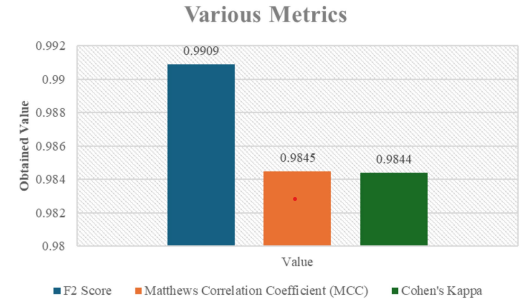 Various Metrics
0.992
0.99
0.988
0.986
0.984
0.982
0.98
Obtained Value
0.9909
0.9845
0.9844
Value
F2 Score Matthews Correlation Coefficient (MCC) Cohen's Kappa